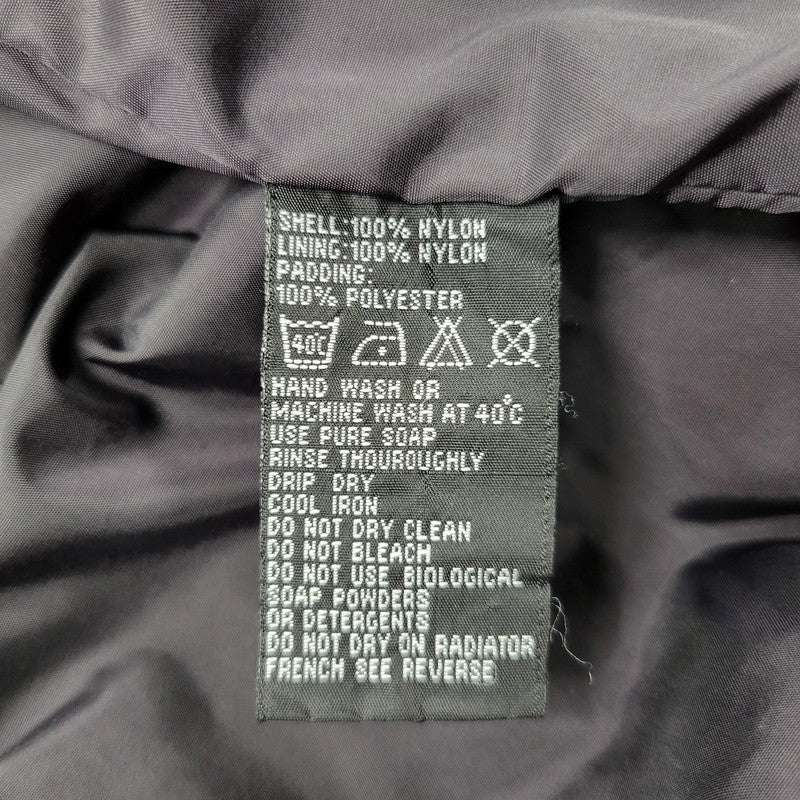 SHELL:100% NYLON
LINING:100% NYLON
PADDING:
100% POLYESTER
40C
HAND WASH OR
MACHINE WASH AT 40°C
USE PURE SOAP
RINSE THOUROUGHLY
DRIP DRY
COOL IRON
DO NOT DRY CLEAN
DO NOT BLEACH
DO NOT USE BIOLOGICAL
SOAP POWDERS
OR DETERGENTS
DO NOT DRY ON RADIATOR
FRENCH SEE REVERSE